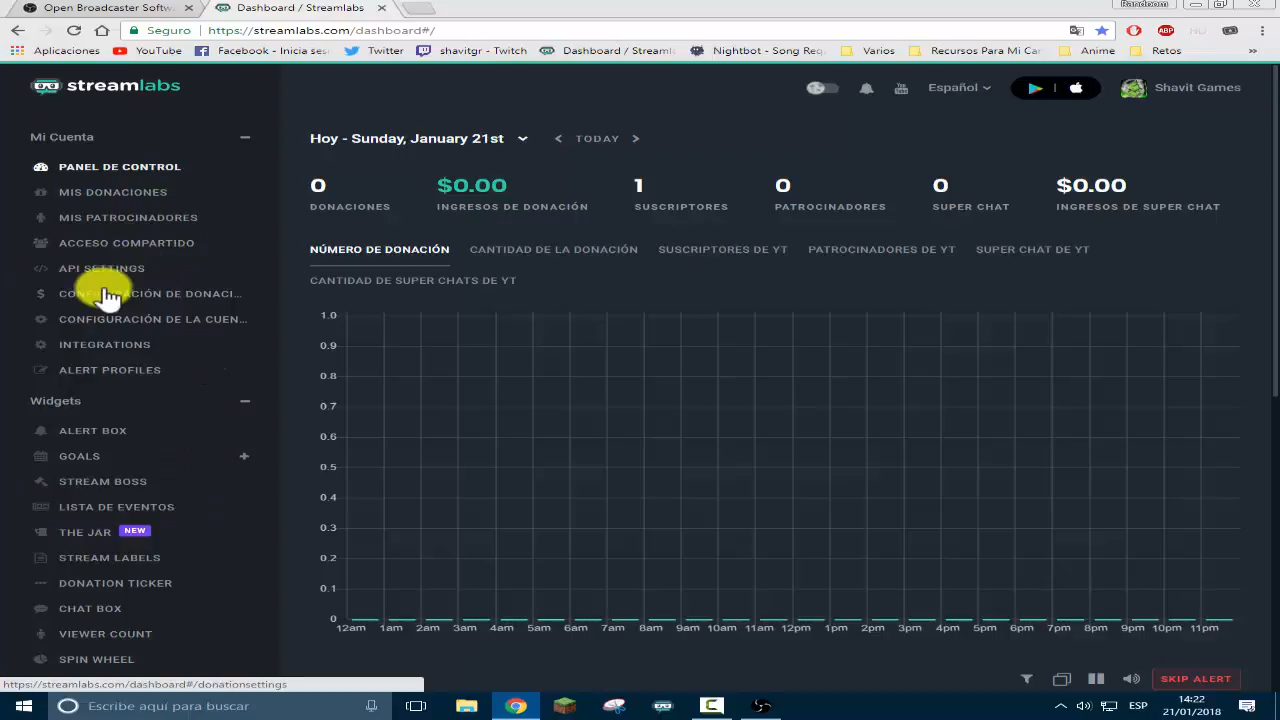 Open Broadcaster Softw
Dashboard / Streamlabs
Randoom
Seguro
https://streamlabs.com/dashboard#/
Aplicaciones
YouTube
Facebook - Inicia ses
Twitter
shavitgr - Twitch
Dashboard / Streaml
Nightbot - Song Re
Varios
Recursos Para Mi Can
Anime
Retos
streamlabs
Español
Shavit Games
Mi Cuenta
PANEL DE CONTROL
MIS DONACIONES
MIS PATROCINADORES
ACCESO COMPARTIDO
API SETTINGS
CONFIGURACIÓN DE DONACI...
CONFIGURACIÓN DE LA CUEN...
INTEGRATIONS
ALERT PROFILES
Widgets
ALERT BOX
GOALS
STREAM BOSS
LISTA DE EVENTOS
THE JAR NEW
STREAM LABELS
DONATION TICKER
CHAT BOX
VIEWER COUNT
SPIN WHEEL
Hoy - Sunday, January 21st
TODAY
0 $0.00 1 0 0 $0.00
DONACIONES INGRESOS DE DONACIÓN SUSCRIPTORES PATROCINADORES SUPER CHAT INGRESOS DE SUPER CHAT
NÚMERO DE DONACIÓN CANTIDAD DE LA DONACIÓN SUSCRIPTORES DE YT PATROCINADORES DE YT SUPER CHAT DE YT
CANTIDAD DE SUPER CHATS DE YT
1.0
0.9
0.8
0.7
0.6
0.5
0.4
0.3
0.2
0.1
0
12am 1am 2am 3am 4am 5am 6am 7am 8am 9am 10am 11am 12pm 1pm 2pm 3pm 4pm 5pm 6pm 7pm 8pm 9pm 10pm 11pm
SKIP ALERT
https://streamlabs.com/dashboard#/donationsettings
Escribe aquí para buscar
ESP
14:22
21/01/2018